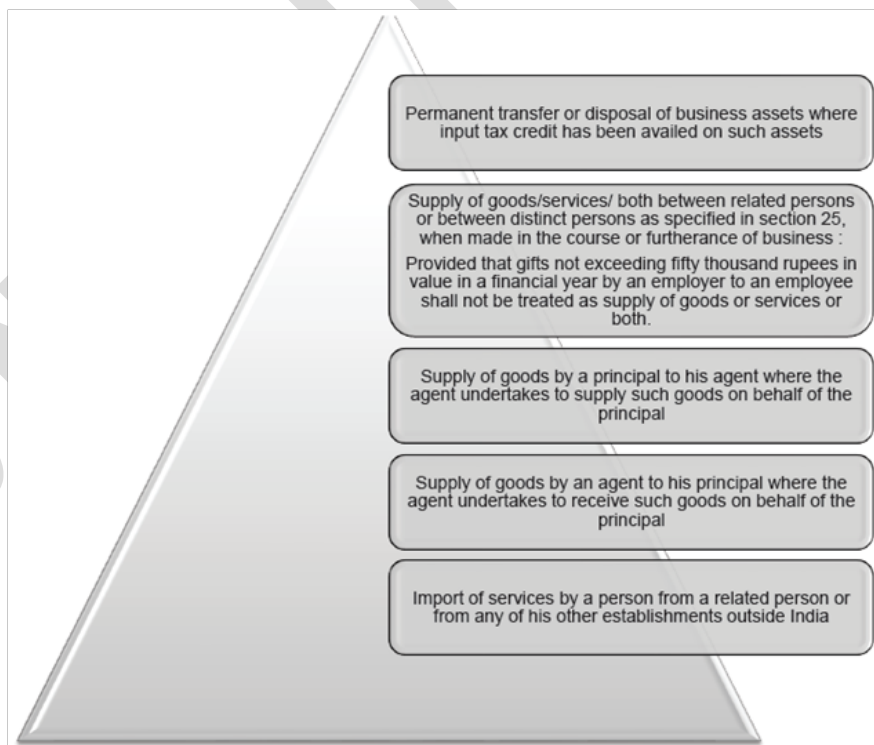 Permanent transfer or disposal of business assets where
input tax credit has been availed on such assets
Supply of goods/services/ both between related persons
or between distinct persons as specified in section 25,
when made in the course or furtherance of business :
Provided that gifts not exceeding fifty thousand rupees in
value in a financial year by an employer to an employee
shall not be treated as supply of goods or services or
both.
Supply of goods by a principal to his agent where the
agent undertakes to supply such goods on behalf of the
principal
Supply of goods by an agent to his principal where the
agent undertakes to receive such goods on behalf of the
principal
Import of services by a person from a related person or
from any of his other establishments outside India